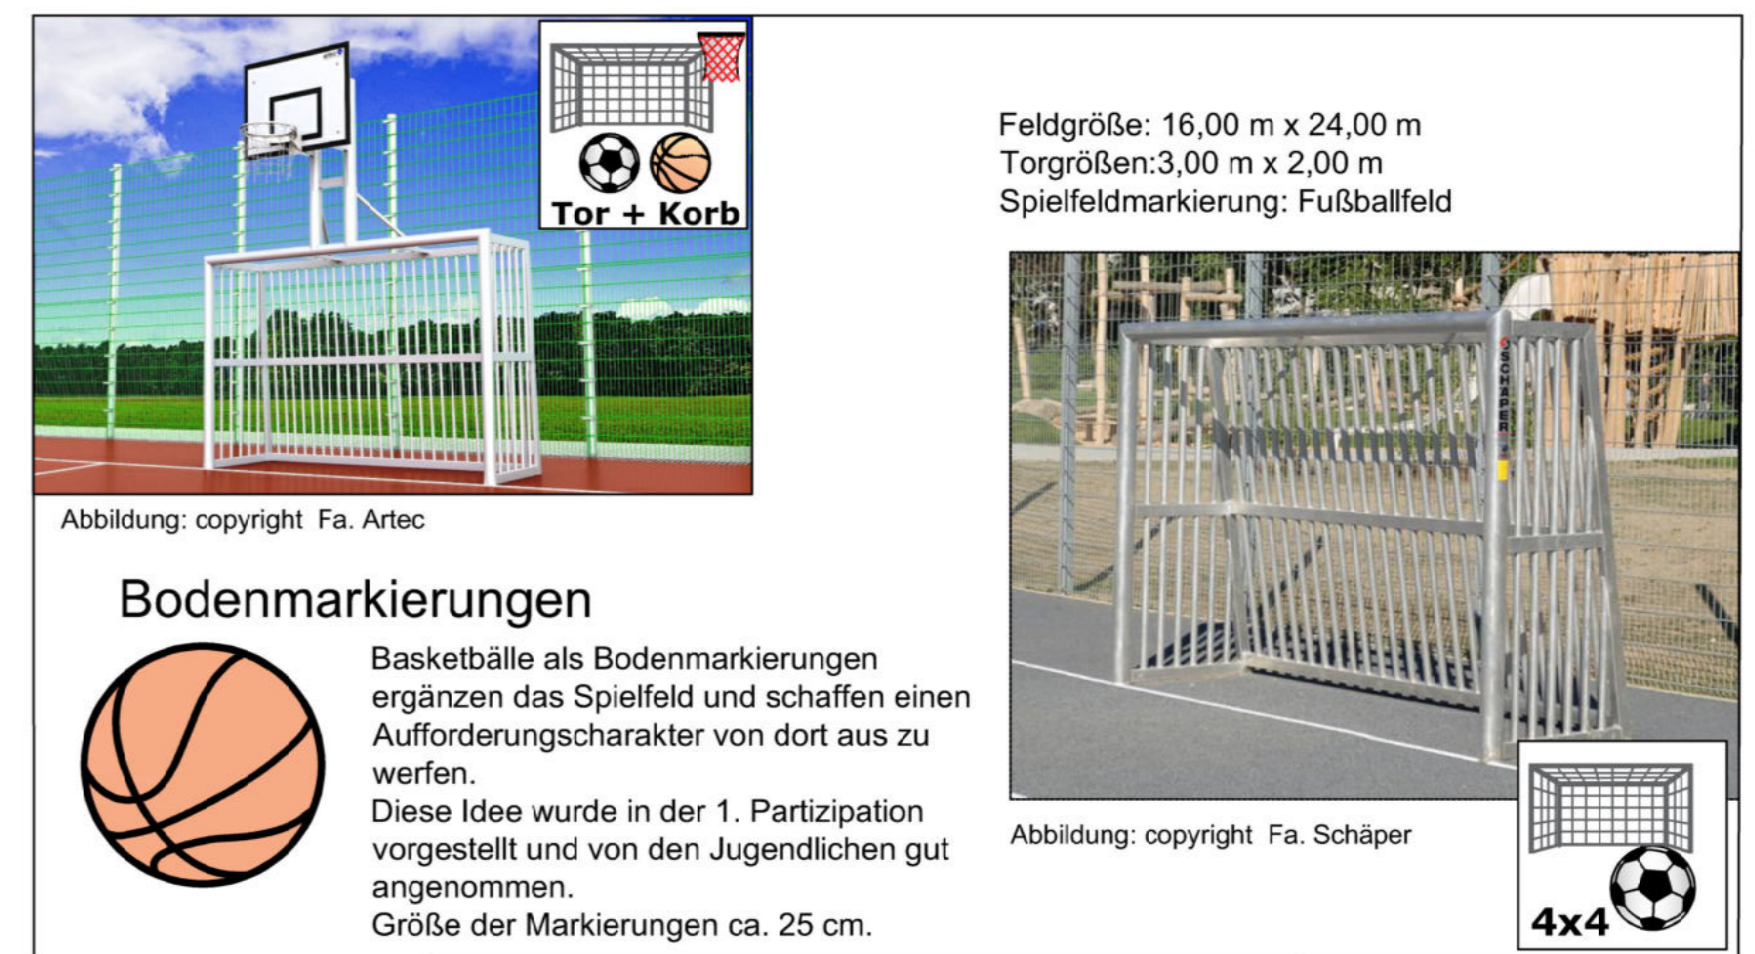 Tor + Korb
Abbildung: copyright Fa. Artec
Feldgröße: 16,00 m x 24,00 m
Torgrößen:3,00 m x 2,00 m
Spielfeldmarkierung: Fußballfeld
SCHÄPER
Abbildung: copyright Fa. Schäper
4x4
Bodenmarkierungen
Basketbälle als Bodenmarkierungen
ergänzen das Spielfeld und schaffen einen
Aufforderungscharakter von dort aus zu
werfen.
Diese Idee wurde in der 1. Partizipation
vorgestellt und von den Jugendlichen gut
angenommen.
Größe der Markierungen ca. 25 cm.